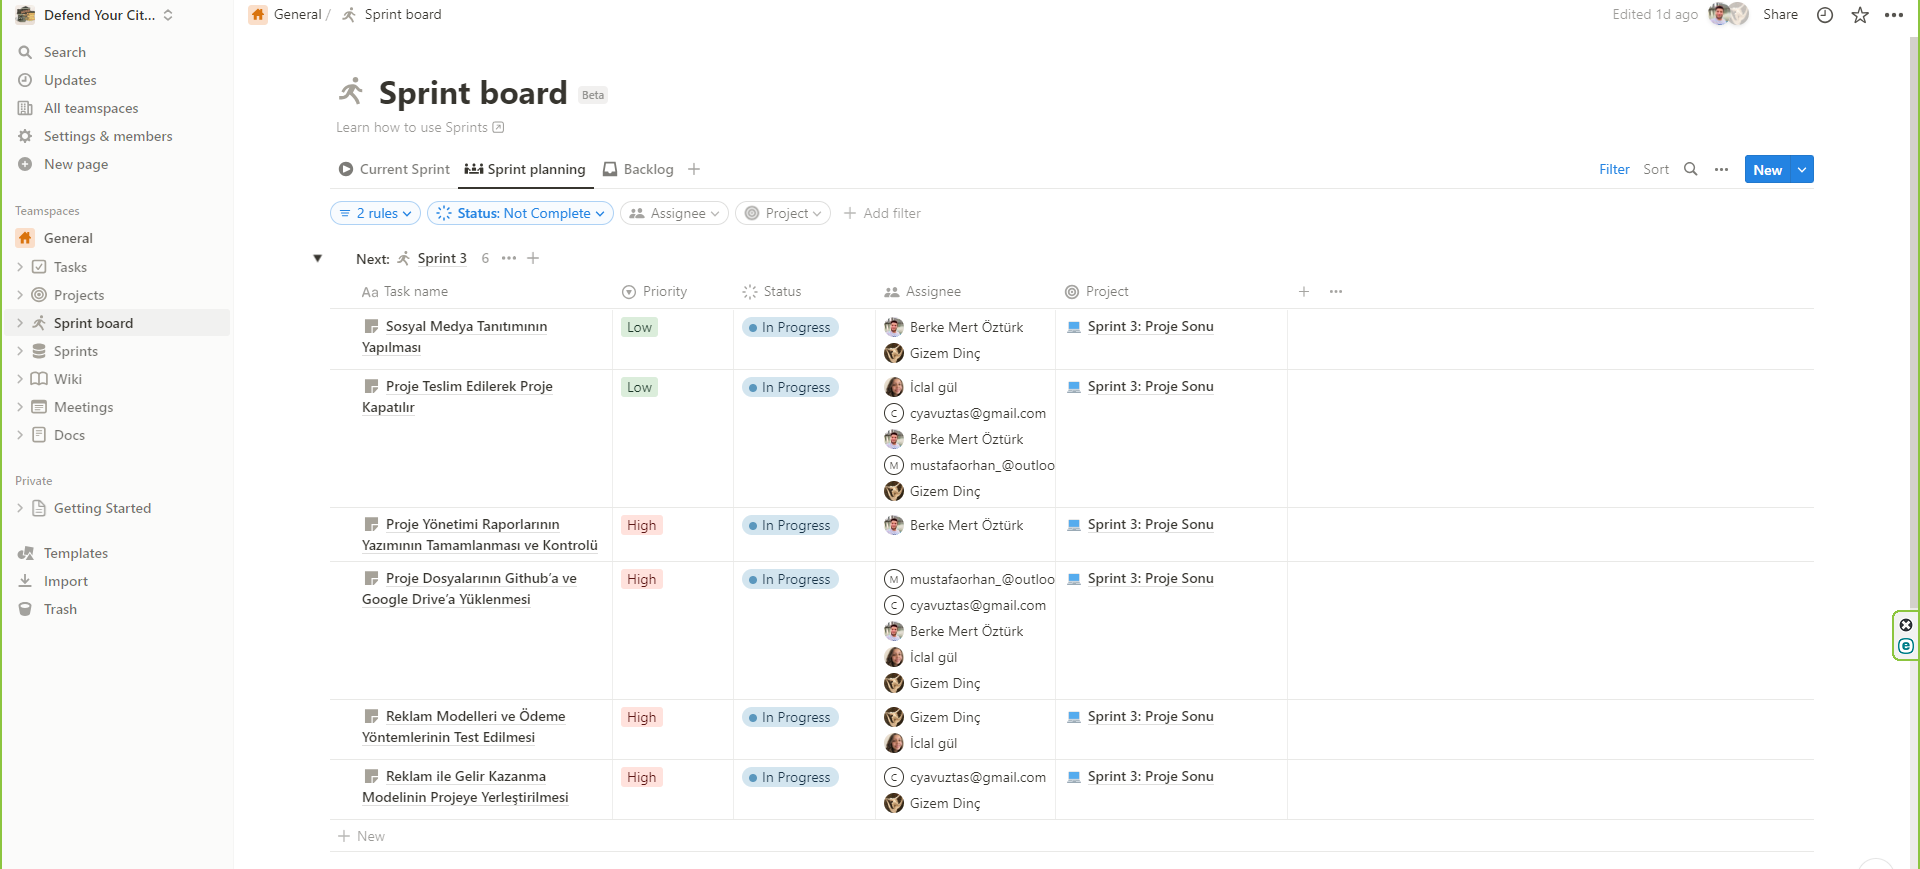 Defend Your Cit...
Search
Updates
All teamspaces
Settings & members
New page
Teamspaces
General
Tasks
Projects
Sprint board
Sprints
Wiki
Meetings
Docs
Private
Getting Started
Templates
Import
Trash
General / Sprint board
Edited 1d ago Share
Sprint board Beta
Learn how to use Sprints
Current Sprint Sprint planning Backlog
Filter Sort New
2 rules Status: Not Complete Assignee Project Add filter
Next: Sprint 3 6
Aa Task name Priority Status Assignee Project
Sosyal Medya Tanıtımının
Yapılması
Low In Progress
Berke Mert Öztürk
Gizem Dinç
Sprint 3: Proje Sonu
Proje Teslim Edilerek Proje
Kapatılır
Low In Progress
İclal gül
C cyavuztas@gmail.com
Berke Mert Öztürk
M mustafaorhan_@outloo
Gizem Dinç
Sprint 3: Proje Sonu
Proje Yönetimi Raporlarının
Yazımının Tamamlanması ve Kontrolü
High In Progress
Berke Mert Öztürk
Sprint 3: Proje Sonu
Proje Dosyalarının Github’a ve
Google Drive’a Yüklenmesi
High In Progress
M mustafaorhan_@outloo
C cyavuztas@gmail.com
Berke Mert Öztürk
İclal gül
Gizem Dinç
Sprint 3: Proje Sonu
Reklam Modelleri ve Ödeme
Yöntemlerinin Test Edilmesi
High In Progress
Gizem Dinç
İclal gül
Sprint 3: Proje Sonu
Reklam ile Gelir Kazanma
Modelinin Projeye Yerleştirilmesi
High In Progress
C cyavuztas@gmail.com
Gizem Dinç
Sprint 3: Proje Sonu
New